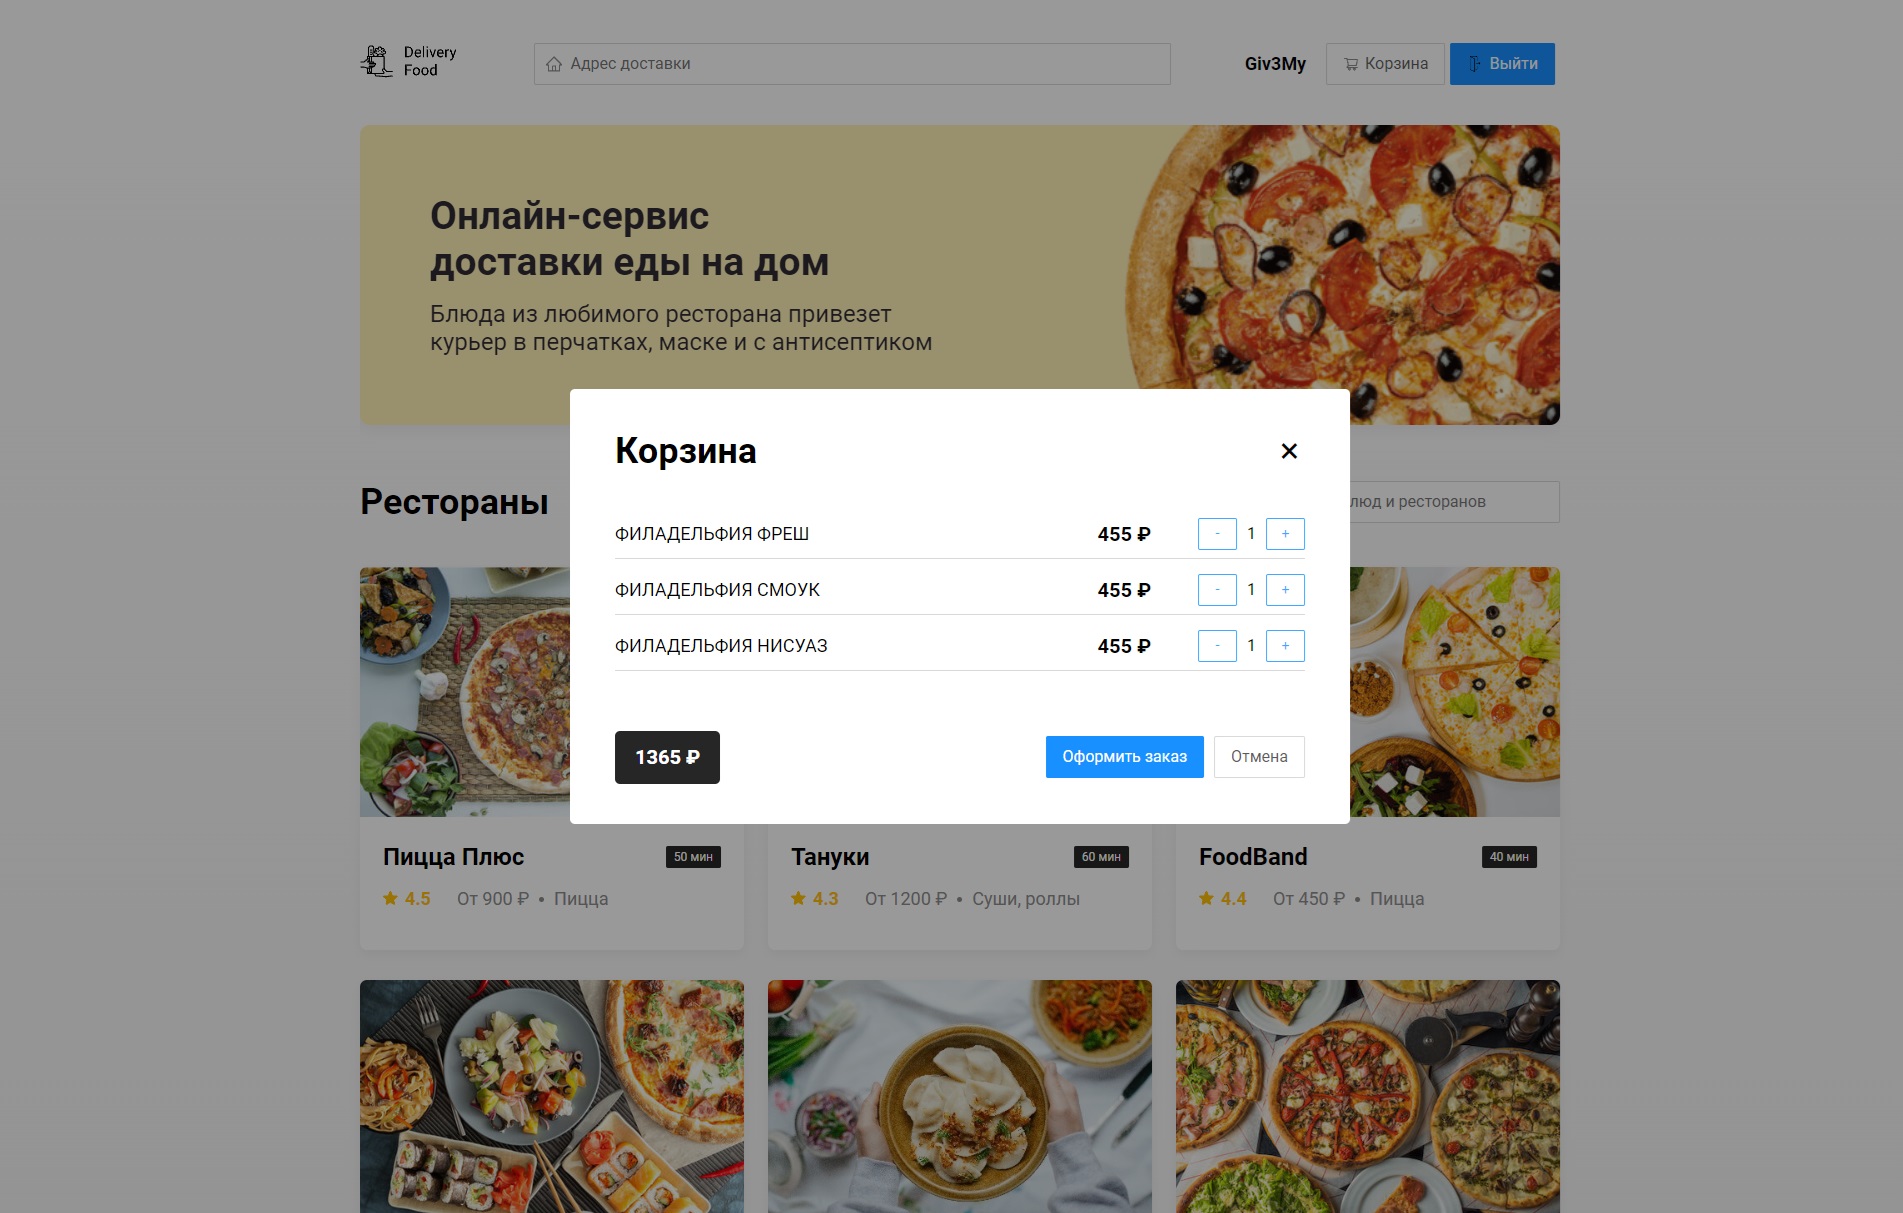 Delivery
Food
Адрес доставки
Giv3My
Корзина
Выйти
Онлайн-сервис
доставки еды на дом
Блюда из любимого ресторана привезет
курьер в перчатках, маске и с антисептиком
Рестораны
люд и ресторанов
Корзина
ФИЛАДЕЛЬФИЯ ФРЕШ 455 ₽ - 1 +
ФИЛАДЕЛЬФИЯ СМОУК 455 ₽ - 1 +
ФИЛАДЕЛЬФИЯ НИСУАЗ 455 ₽ - 1 +
1365 ₽ Оформить заказ Отмена
Пицца Плюс 50 мин
4.5 От 900 ₽ • Пицца
Тануки 60 мин
4.3 От 1200 ₽ • Суши, роллы
FoodBand 40 мин
4.4 От 450 ₽ • Пицца